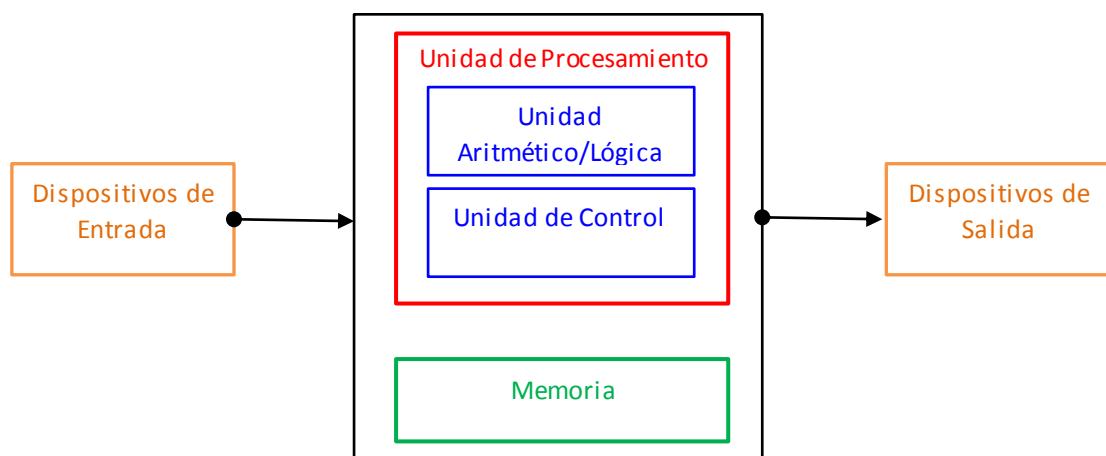 Unidad de Procesamiento
Unidad
Aritmético/Lógica
Dispositivos de
Entrada
Unidad de Control
Dispositivos de
Salida
Memoria